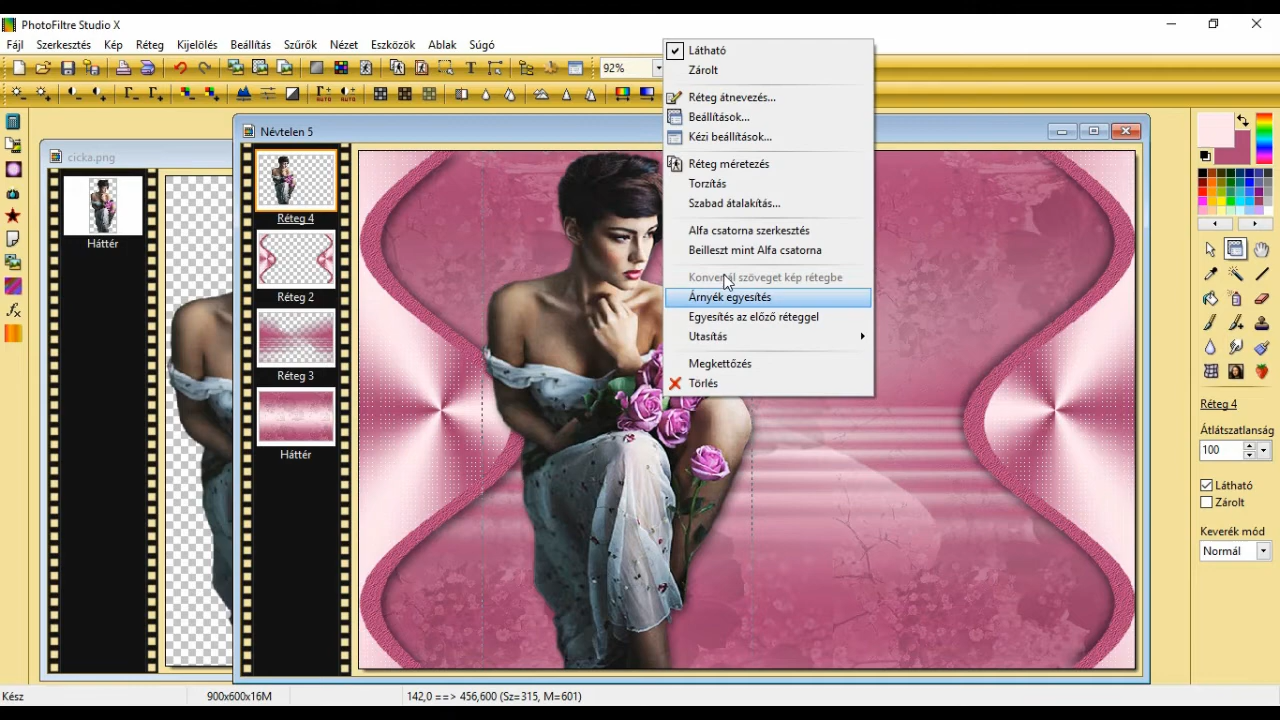 PhotoFiltre Studio X
Fájl Szerkesztés Kép Réteg Kijelölés Beállítás Szűrők Nézet Eszközök Ablak Súgó
92%
Látható
Zárolt
Réteg átnevezés...
Beállítások...
Kézi beállítások...
Réteg méretezés
Torzítás
Szabad átalakítás...
Alfa csatorna szerkesztés
Beilleszt mint Alfa csatorna
Konvertál szöveget kép rétegbe
Árnyék egyesítés
Egyesítés az előző réteggel
Utasítás
Megkettőzés
Törlés
cicka.png
Háttér
Névtelen 5
Réteg 4
Réteg 2
Réteg 3
Háttér
Réteg 4
Átlátszatlanság
100
Látható
Zárolt
Keverék mód
Normál
Kész
900x600x16M
142,0 ==> 456,600 (Sz=315, M=601)